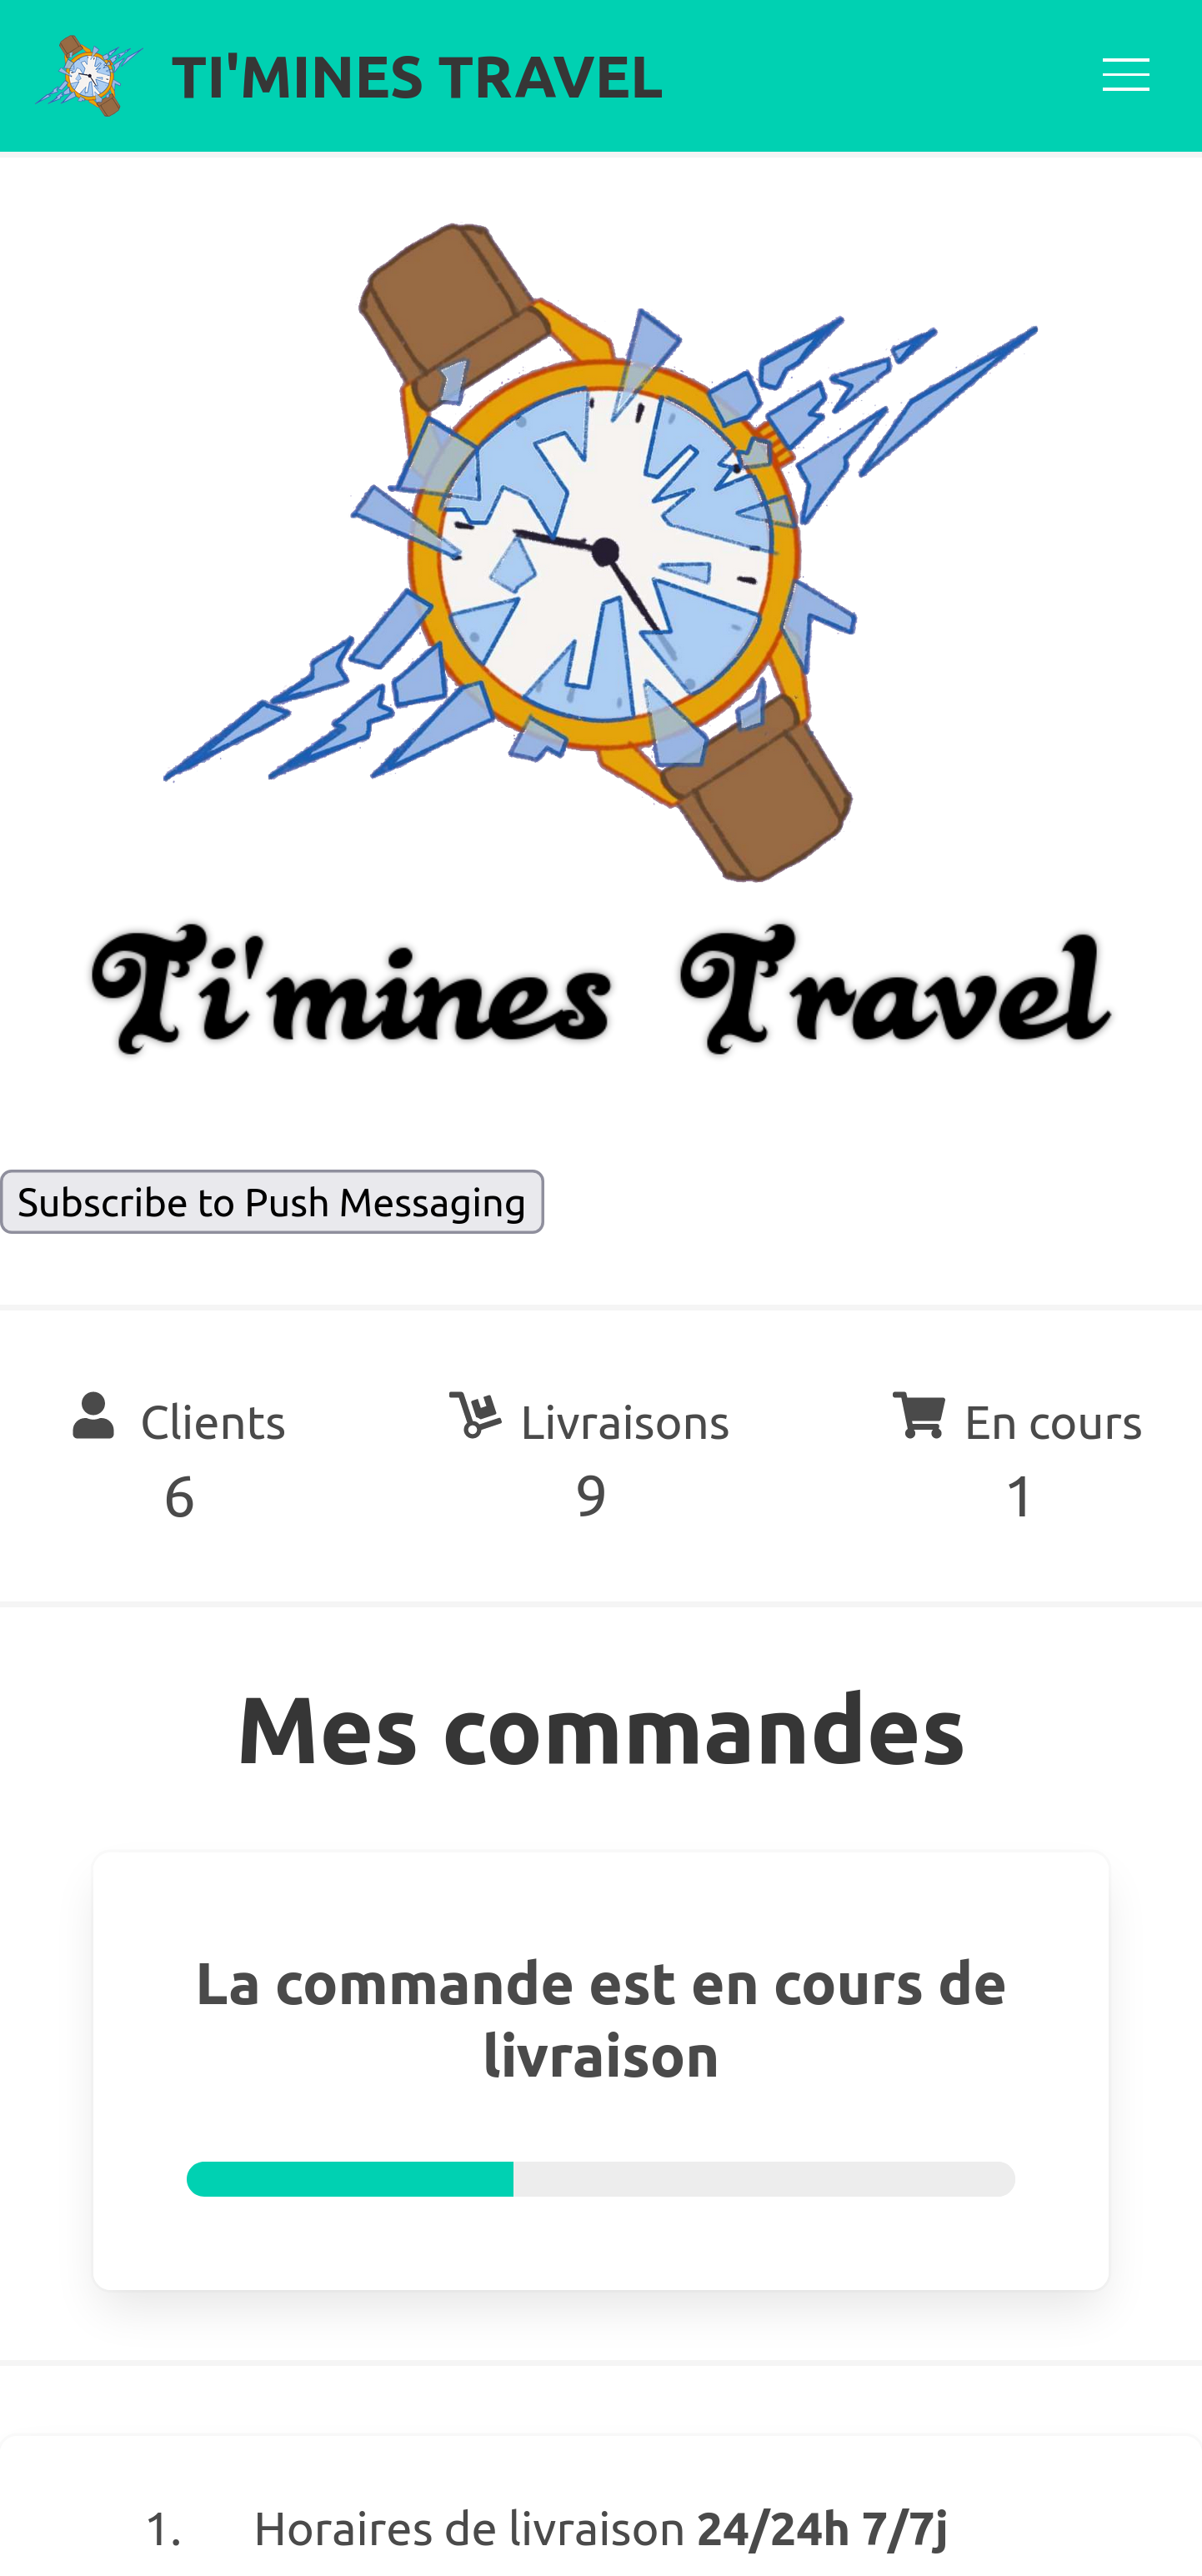 TI'MINES TRAVEL
Ti'mines Travel
Subscribe to Push Messaging
Clients
6
Livraisons
9
En cours
1
Mes commandes
La commande est en cours de
livraison
1. Horaires de livraison 24/24h 7/7j